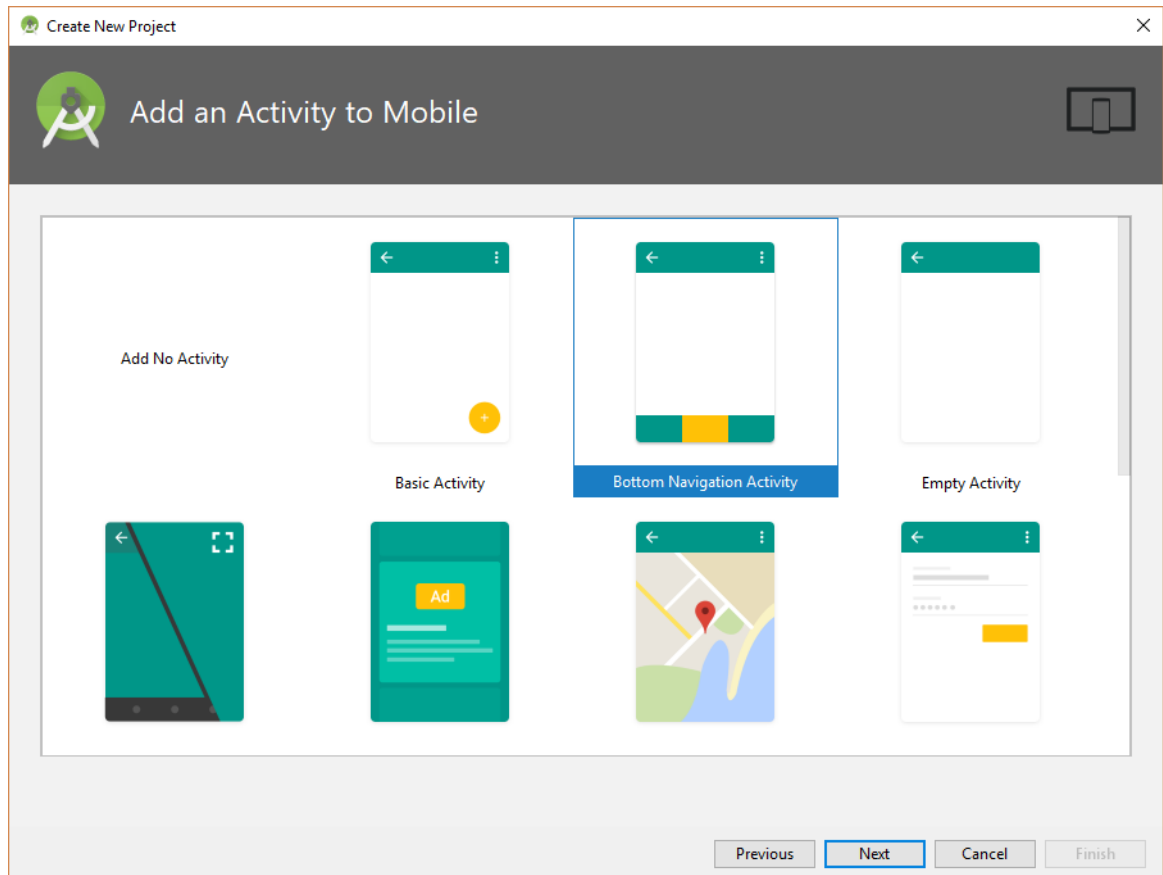 Create New Project
Add an Activity to Mobile
Add No Activity
Basic Activity
Bottom Navigation Activity
Empty Activity
Ad
Previous
Next
Cancel
Finish